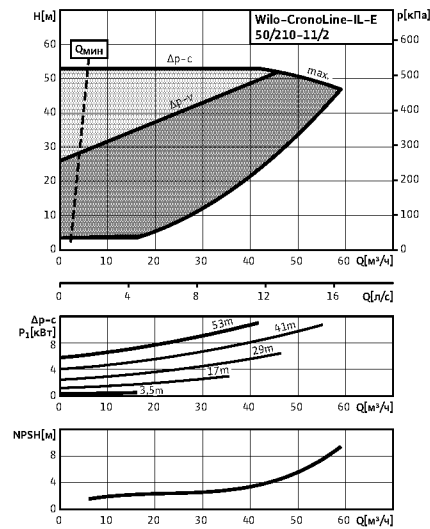 H[м]
Wilo-CronoLine-IL-E
50/210-11/2
p[кПа]
60
Qмин
Δp-c
600
50
max.
500
40
Δp-v
400
30
300
20
200
10
100
0
0
0 10 20 30 40 50 60 Q[м³/ч]
0 4 8 12 16 Q[л/с]
Δp-c
P₁[кВт]
53m
41m
8
29m
4
17m
3,5m
0
0 10 20 30 40 50 60 Q[м³/ч]
NPSH[м]
8
4
0
0 10 20 30 40 50 60 Q[м³/ч]